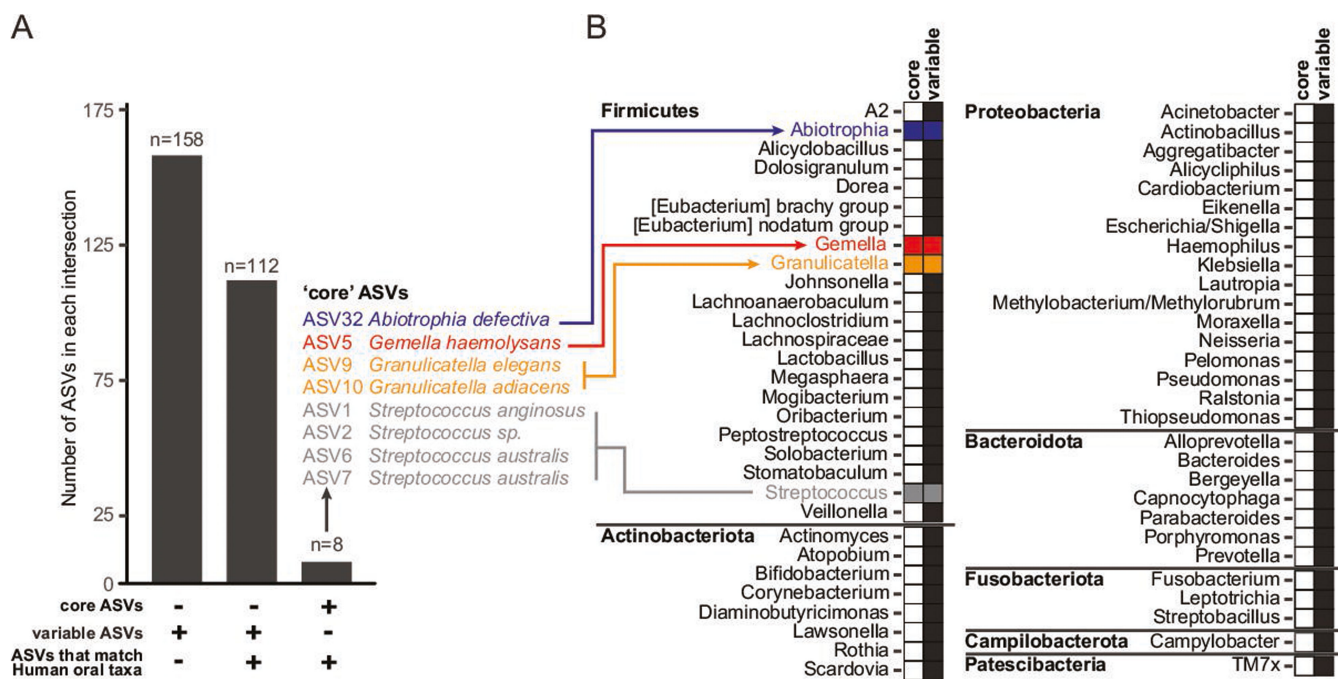 A
Number of ASVs in each intersection
175
125
75
25
0
n=158
n=112
n=8
'core' ASVs
ASV32 Abiotrophia defectiva
ASV5 Gemella haemolysans
ASV9 Granulicatella elegans
ASV10 Granulicatella adiacens
ASV1 Streptococcus anginosus
ASV2 Streptococcus sp.
ASV6 Streptococcus australis
ASV7 Streptococcus australis
core ASVs - - +
variable ASVs + + -
ASVs that match
Human oral taxa - + +
B
core
variable
Firmicutes
A2
Abiotrophia
Alicyclobacillus
Dolosigranulum
Dorea
[Eubacterium] brachy group
[Eubacterium] nodatum group
Gemella
Granulicatella
Johnsonella
Lachnoanaerobaculum
Lachnoclostridium
Lachnospiraceae
Lactobacillus
Megasphaera
Mogibacterium
Oribacterium
Peptostreptococcus
Solobacterium
Stomatobaculum
Streptococcus
Veillonella
Actinobacteriota
Actinomyces
Atopobium
Bifidobacterium
Corynebacterium
Diaminobutyricimonas
Lawsonella
Rothia
Scardovia
core
variable
Proteobacteria
Acinetobacter
Actinobacillus
Aggregatibacter
Alicycliphilus
Cardiobacterium
Eikenella
Escherichia/Shigella
Haemophilus
Klebsiella
Lautropia
Methylobacterium/Methylorubrum
Moraxella
Neisseria
Pelomonas
Pseudomonas
Ralstonia
Thiopseudomonas
Bacteroidota
Alloprevotella
Bacteroides
Bergeyella
Capnocytophaga
Parabacteroides
Porphyromonas
Prevotella
Fusobacteriota
Fusobacterium
Leptotrichia
Streptobacillus
Campilobacterota
Campylobacter
Patescibacteria
TM7x